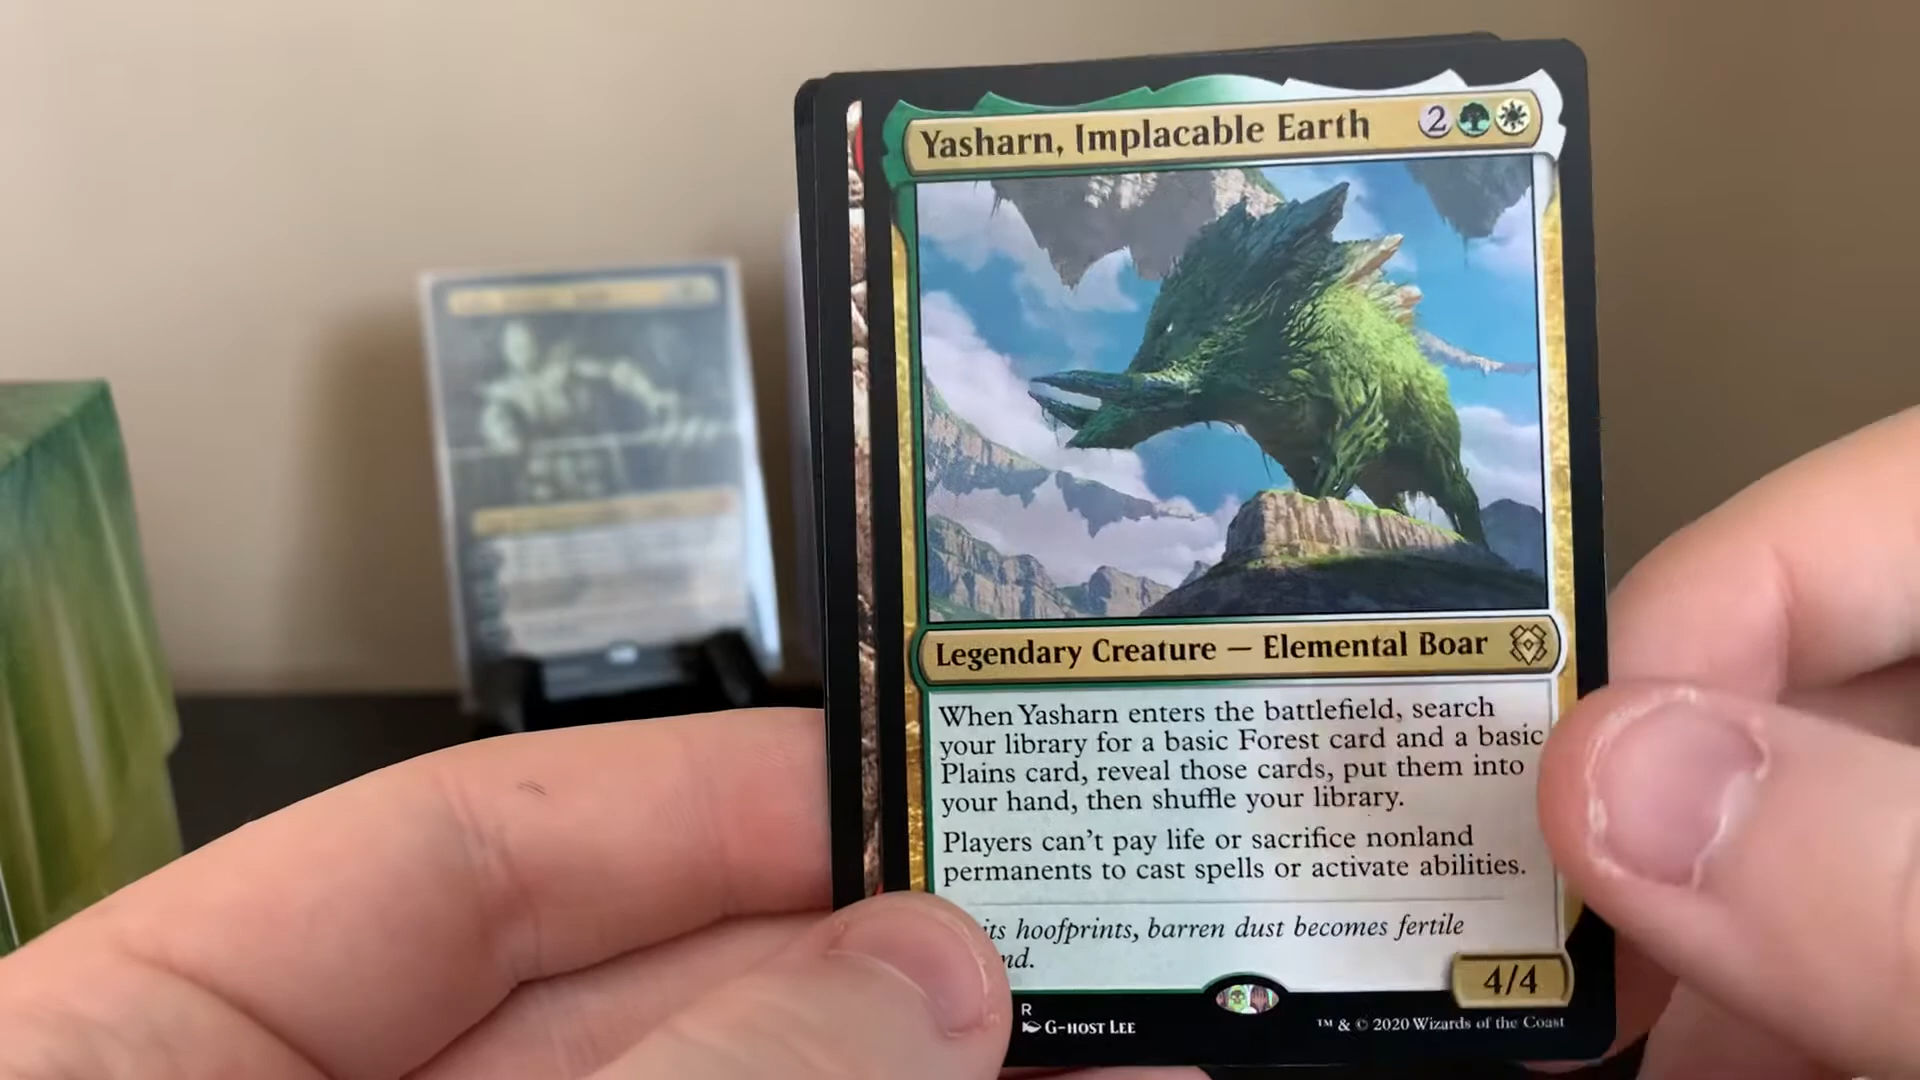 Yasharn, Implacable Earth 2
Legendary Creature — Elemental Boar
When Yasharn enters the battlefield, search
your library for a basic Forest card and a basic
Plains card, reveal those cards, put them into
your hand, then shuffle your library.
Players can't pay life or sacrifice nonland
permanents to cast spells or activate abilities.
its hoofprints, barren dust becomes fertile
4/4
R
G-HOST LEE
™ & © 2020 Wizards of the Coast